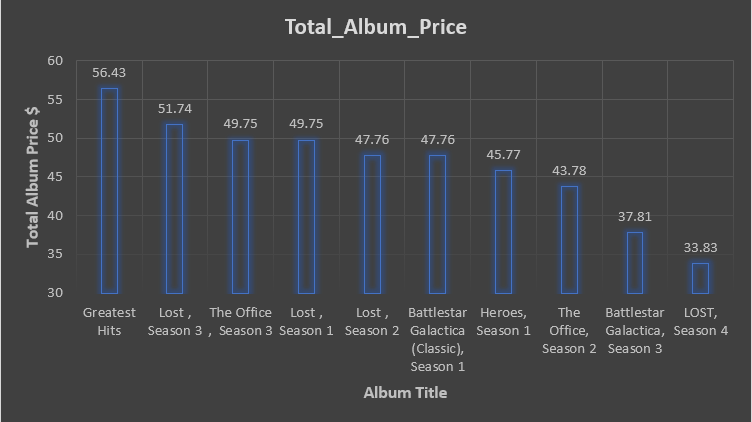 Total_Album_Price
Total Album Price $
60
55
50
45
40
35
30
56.43
51.74
49.75
49.75
47.76
47.76
45.77
43.78
37.81
33.83
Greatest
Hits
Lost ,
Season 3
The Office
, Season 3
Lost ,
Season 1
Lost ,
Season 2
Battlestar
Galactica
(Classic),
Season 1
Heroes,
Season 1
The
Office,
Season 2
Battlestar
Galactica,
Season 3
LOST,
Season 4
Album Title